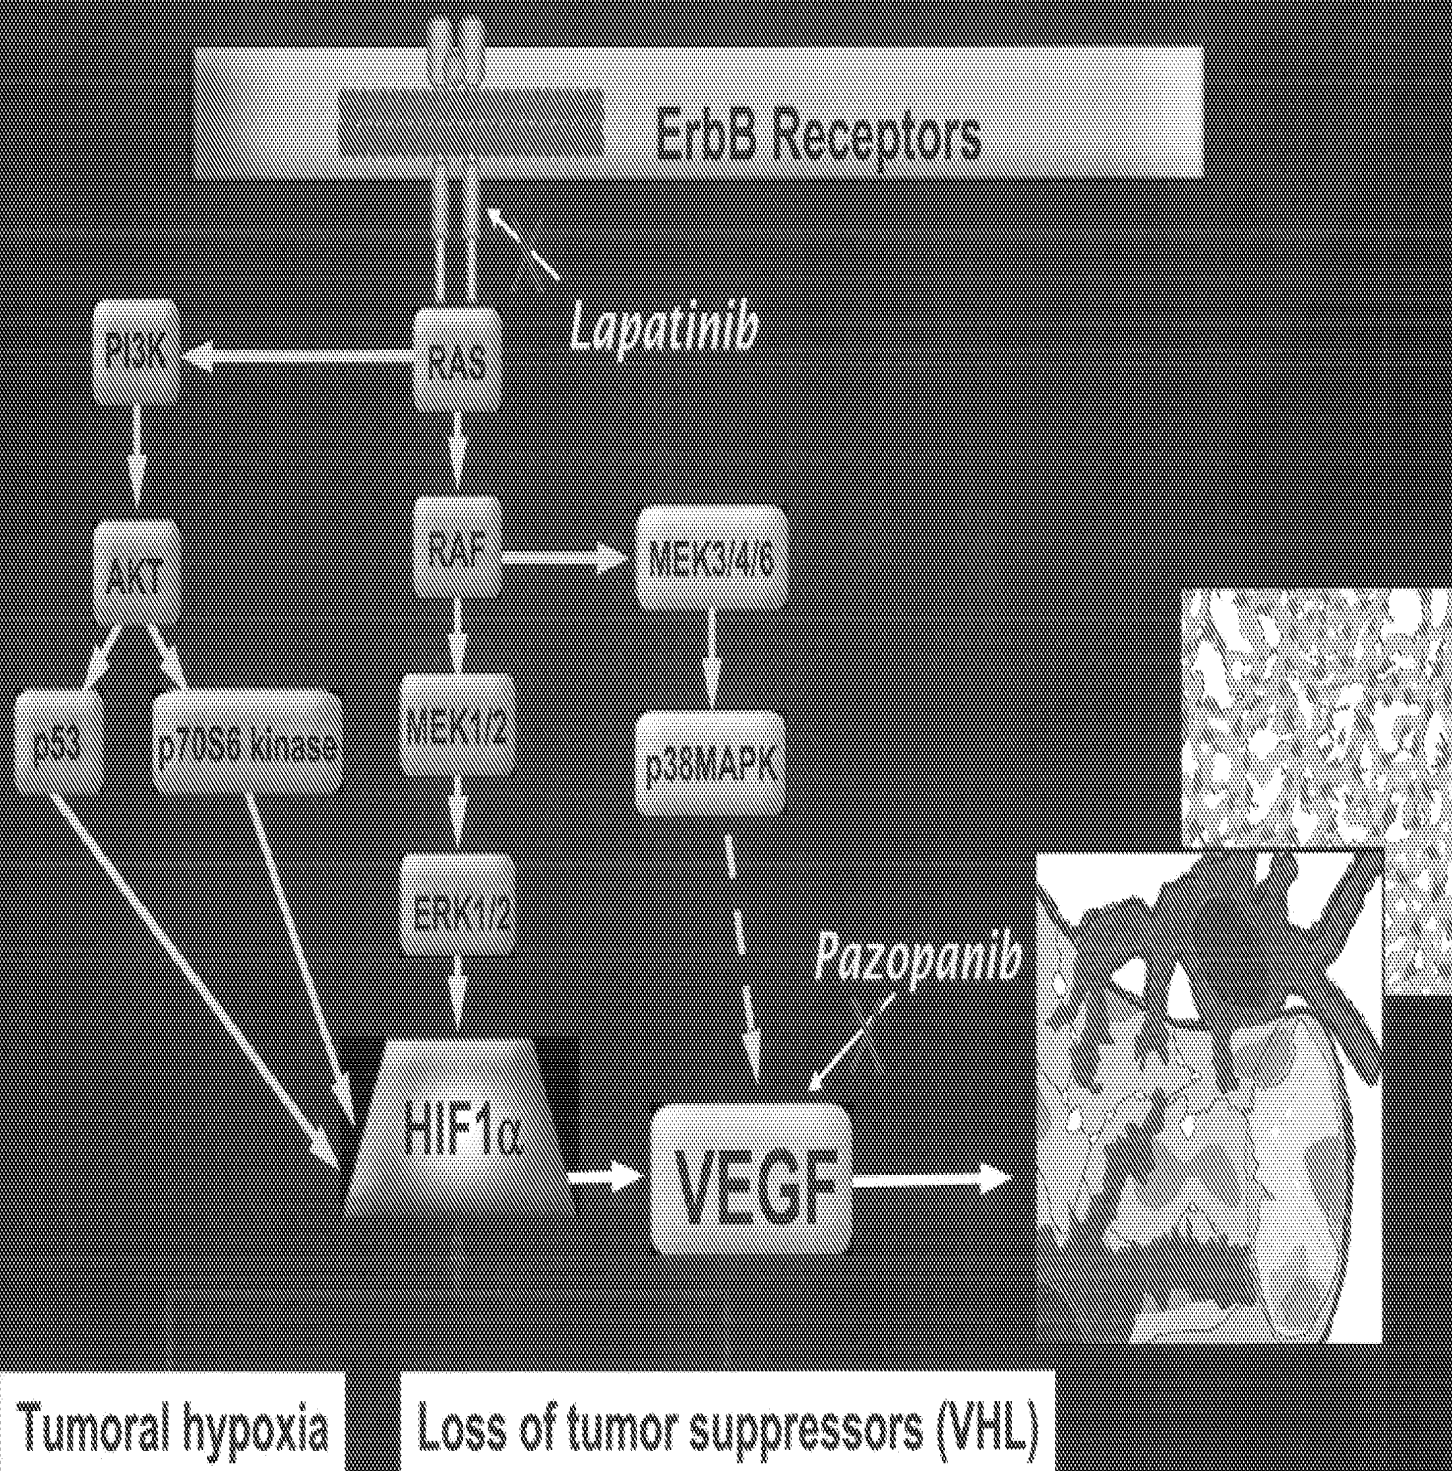 ErbB Receptors
Lapatinib
PI3K
RAS
RAF
MEK3/4/6
AKT
p53
p70S6 kinase
MEK1/2
p38MAPK
ERK1/2
Pazopanib
HIF1α
VEGF
Tumoral hypoxia
Loss of tumor suppressors (VHL)